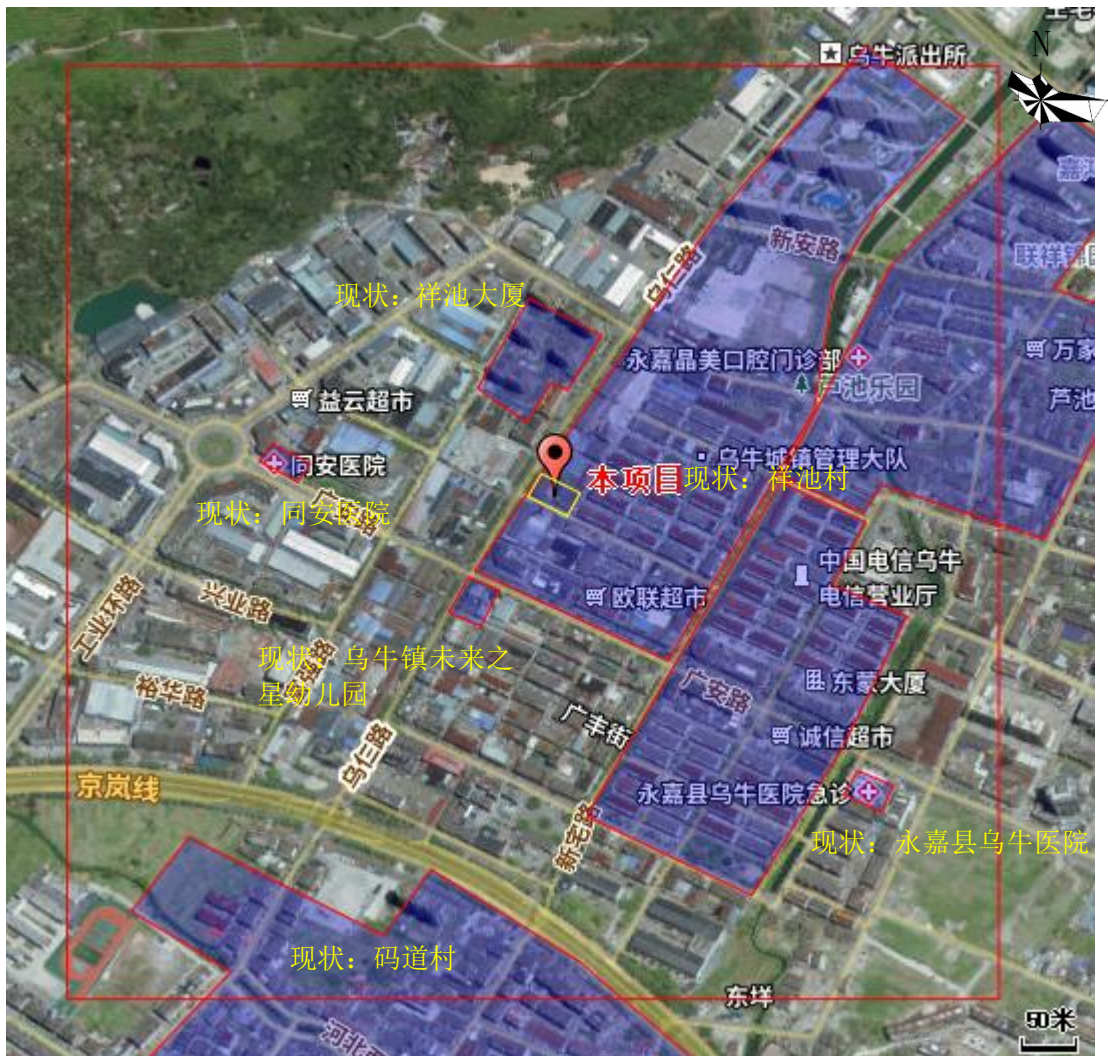 乌牛派出所
N
新安路
乌仁路
现状：祥池大厦
永嘉晶美口腔门诊部
芦池乐园
万家
芦池
益云超市
同安医院
乌牛城镇管理大队
本项目
现状：祥池村
现状：同安医院
中国电信乌牛
电信营业厅
兴业路
工业环路
欧联超市
现状：乌牛镇未来之
星幼儿园
裕华路
广安路
东蒙大厦
广丰街
诚信超市
乌仁路
京岚线
永嘉县乌牛医院急诊
新宅路
现状：永嘉县乌牛医院
现状：码道村
东垟
50米